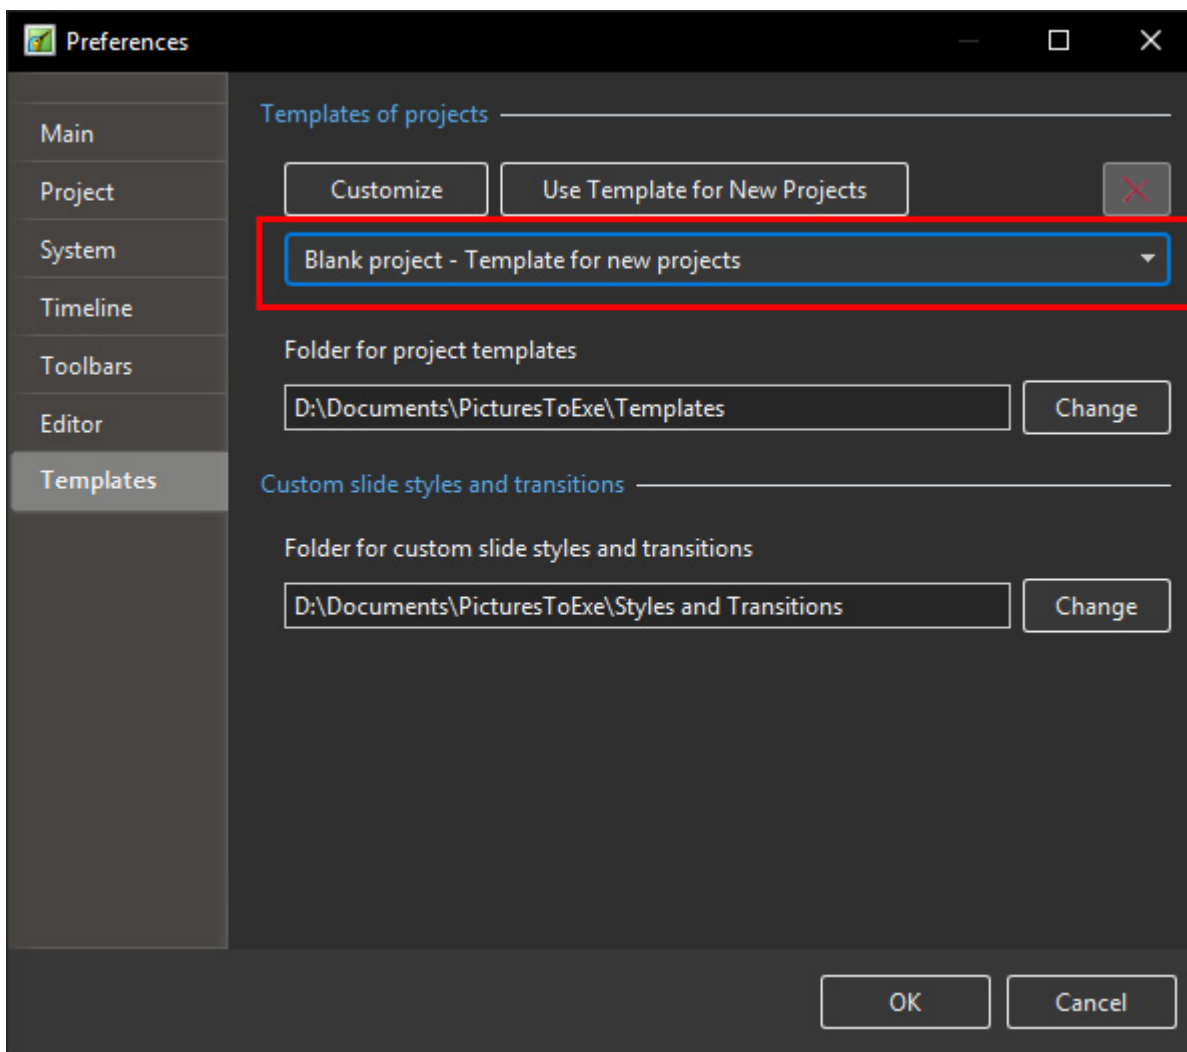 Preferences
Main
Project
System
Timeline
Toolbars
Editor
Templates
Templates of projects
Customize
Use Template for New Projects
Blank project - Template for new projects
Folder for project templates
D:\Documents\PicturesToExe\Templates
Change
Custom slide styles and transitions
Folder for custom slide styles and transitions
D:\Documents\PicturesToExe\Styles and Transitions
Change
OK
Cancel